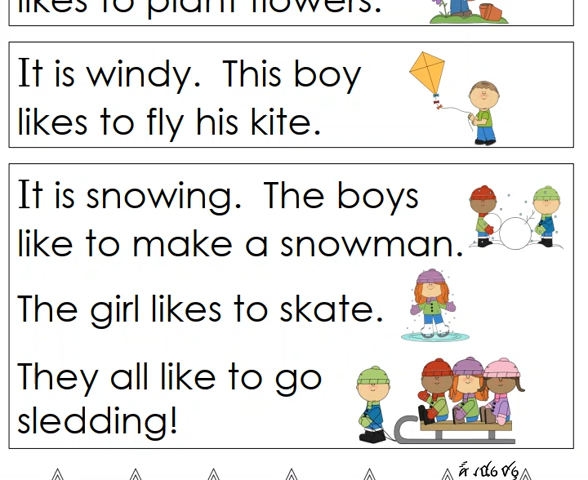 likes to plant flowers.
It is windy. This boy
likes to fly his kite.
It is snowing. The boys
like to make a snowman.
The girl likes to skate.
They all like to go
sledding!